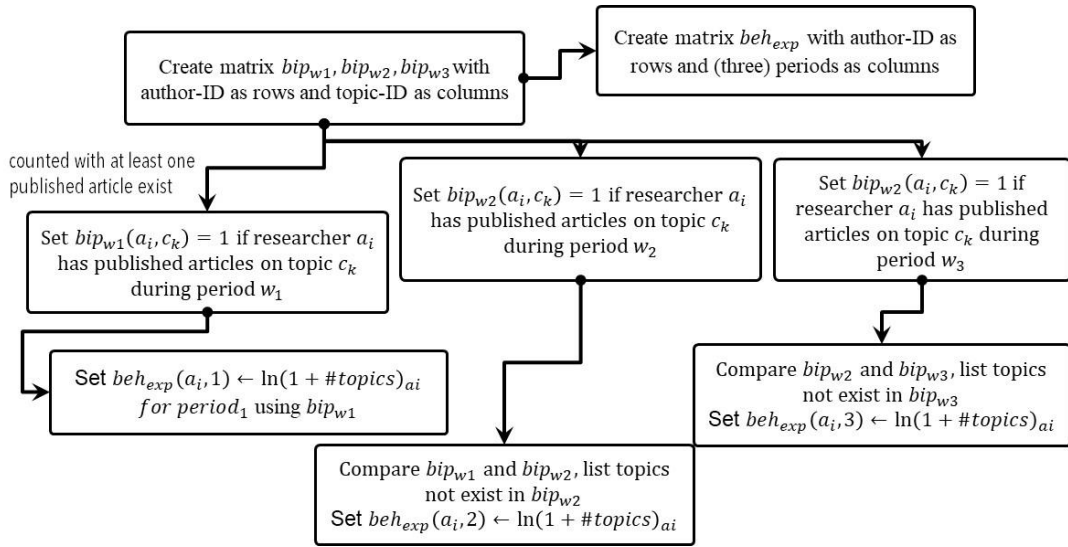 Create matrix bip_w1, bip_w2, bip_w3 with
author-ID as rows and topic-ID as columns
Create matrix beh_exp with author-ID as
rows and (three) periods as columns
counted with at least one
published article exist
Set bip_w1(a_i, c_k) = 1 if researcher a_i
has published articles on topic c_k
during period w_1
Set bip_w2(a_i, c_k) = 1 if researcher a_i
has published articles on topic c_k
during period w_2
Set bip_w2(a_i, c_k) = 1 if
researcher a_i has published
articles on topic c_k during
period w_3
Set beh_exp(a_i, 1) ← ln(1 + #topics)_ai
for period_1 using bip_w1
Compare bip_w1 and bip_w2, list topics
not exist in bip_w2
Set beh_exp(a_i, 2) ← ln(1 + #topics)_ai
Compare bip_w2 and bip_w3, list topics
not exist in bip_w3
Set beh_exp(a_i, 3) ← ln(1 + #topics)_ai